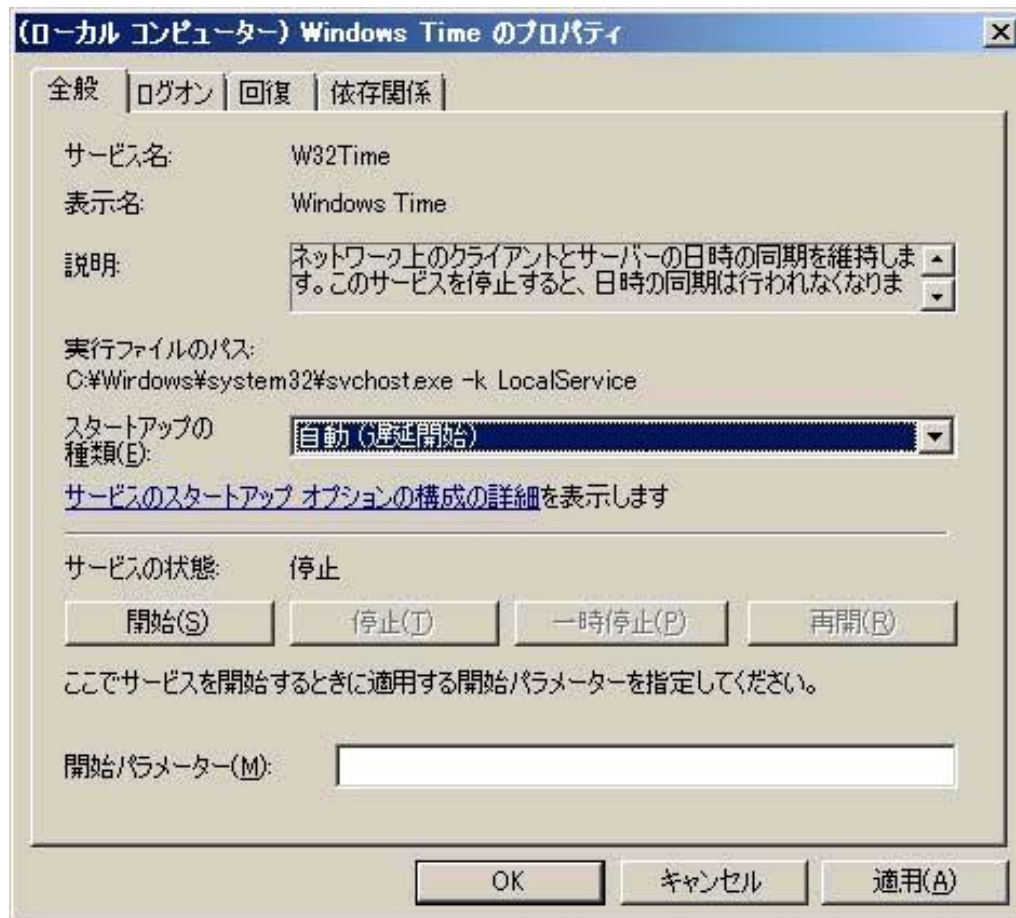 (ローカル コンピューター) Windows Time のプロパティ
全般 ログオン 回復 依存関係
サービス名: W32Time
表示名: Windows Time
説明: ネットワーク上のクライアントとサーバーの日時の同期を維持しま
す。このサービスを停止すると、日時の同期は行われなくなりま
実行ファイルのパス:
C:¥Windows¥system32¥svchost.exe -k LocalService
スタートアップの
種類(E): 自動 (遅延開始)
サービスのスタートアップ オプションの構成の詳細を表示します
サービスの状態: 停止
開始(S) 停止(T) 一時停止(P) 再開(R)
ここでサービスを開始するときに適用する開始パラメーターを指定してください。
開始パラメーター(M):
OK キャンセル 適用(A)